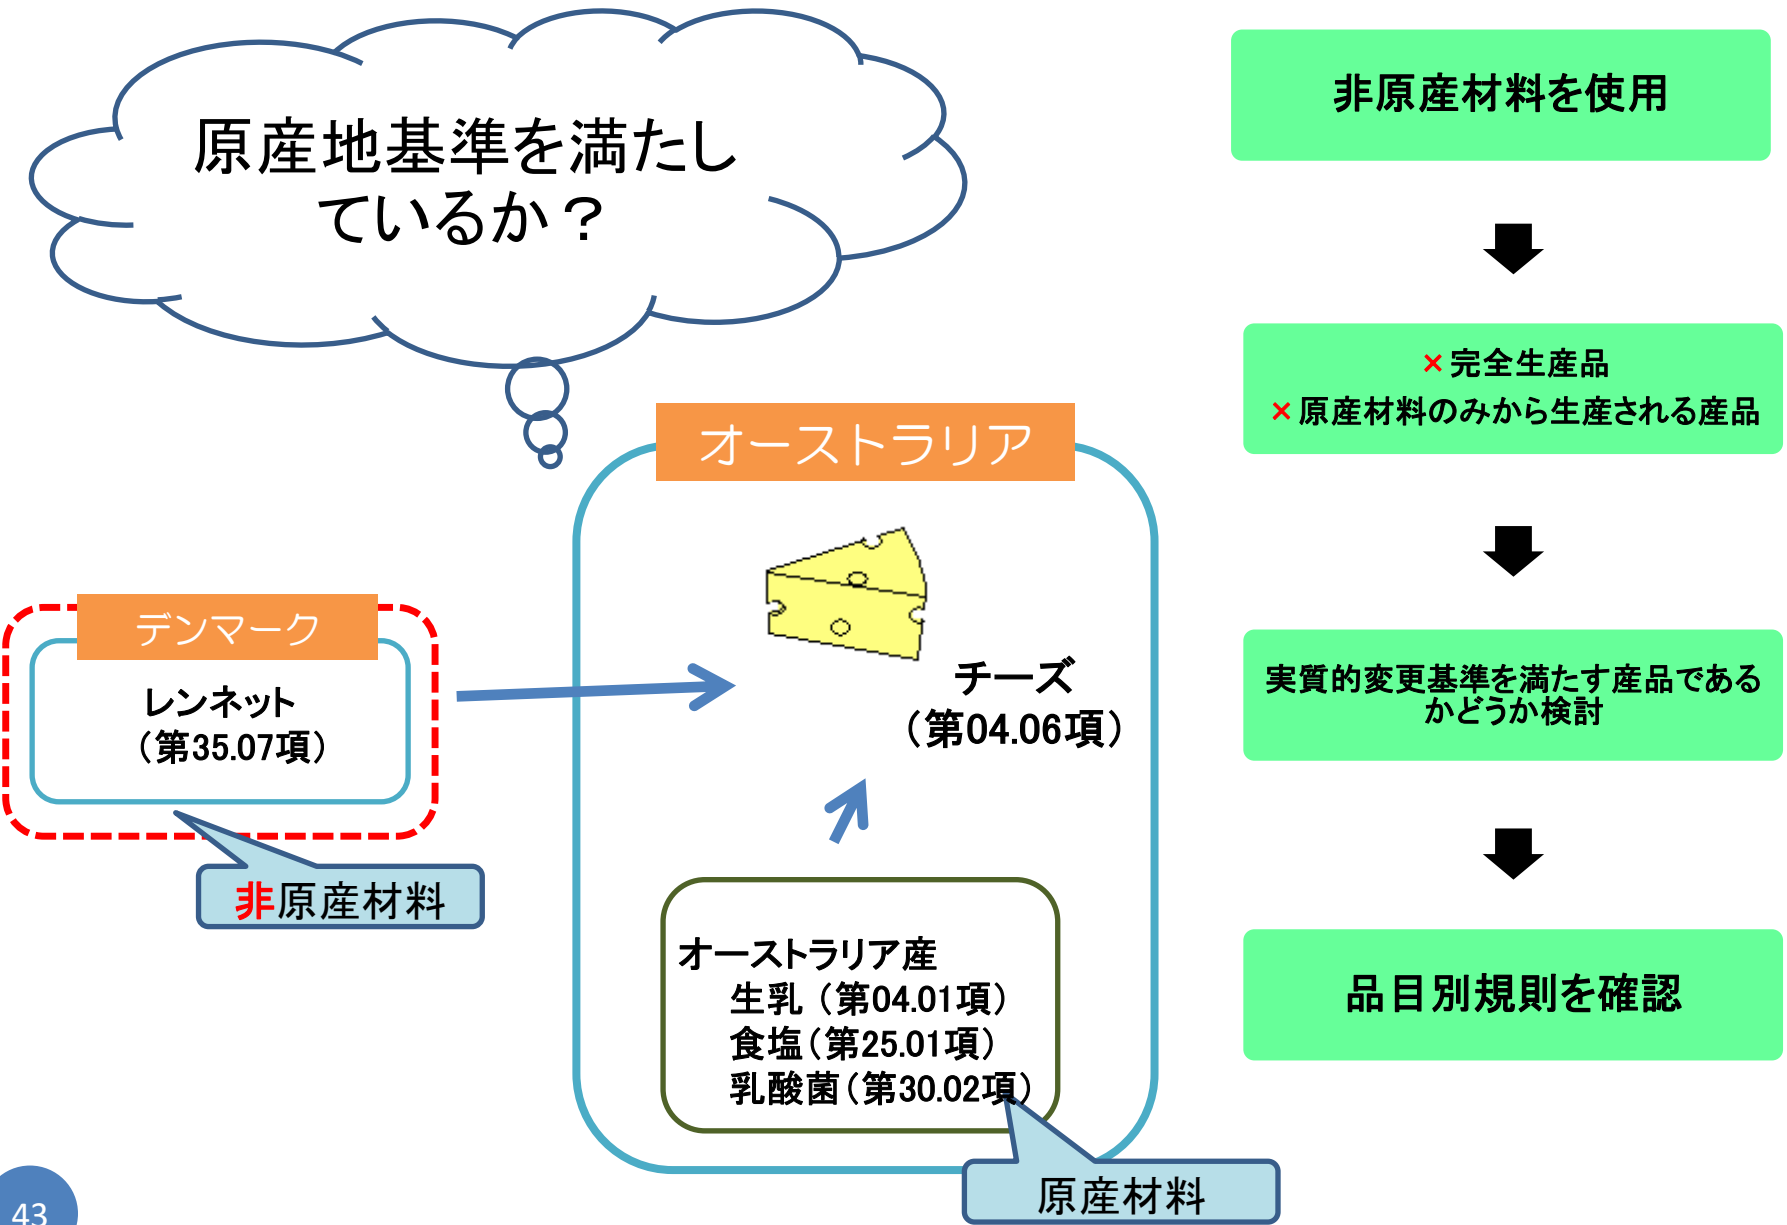 原産地基準を満たし
ているか？
オーストラリア
チーズ
（第04.06項）
デンマーク
レンネット
（第35.07項）
非原産材料
オーストラリア産
生乳（第04.01項）
食塩（第25.01項）
乳酸菌（第30.02項）
原産材料
非原産材料を使用
×完全生産品
×原産材料のみから生産される産品
実質的変更基準を満たす産品である
かどうか検討
品目別規則を確認
43